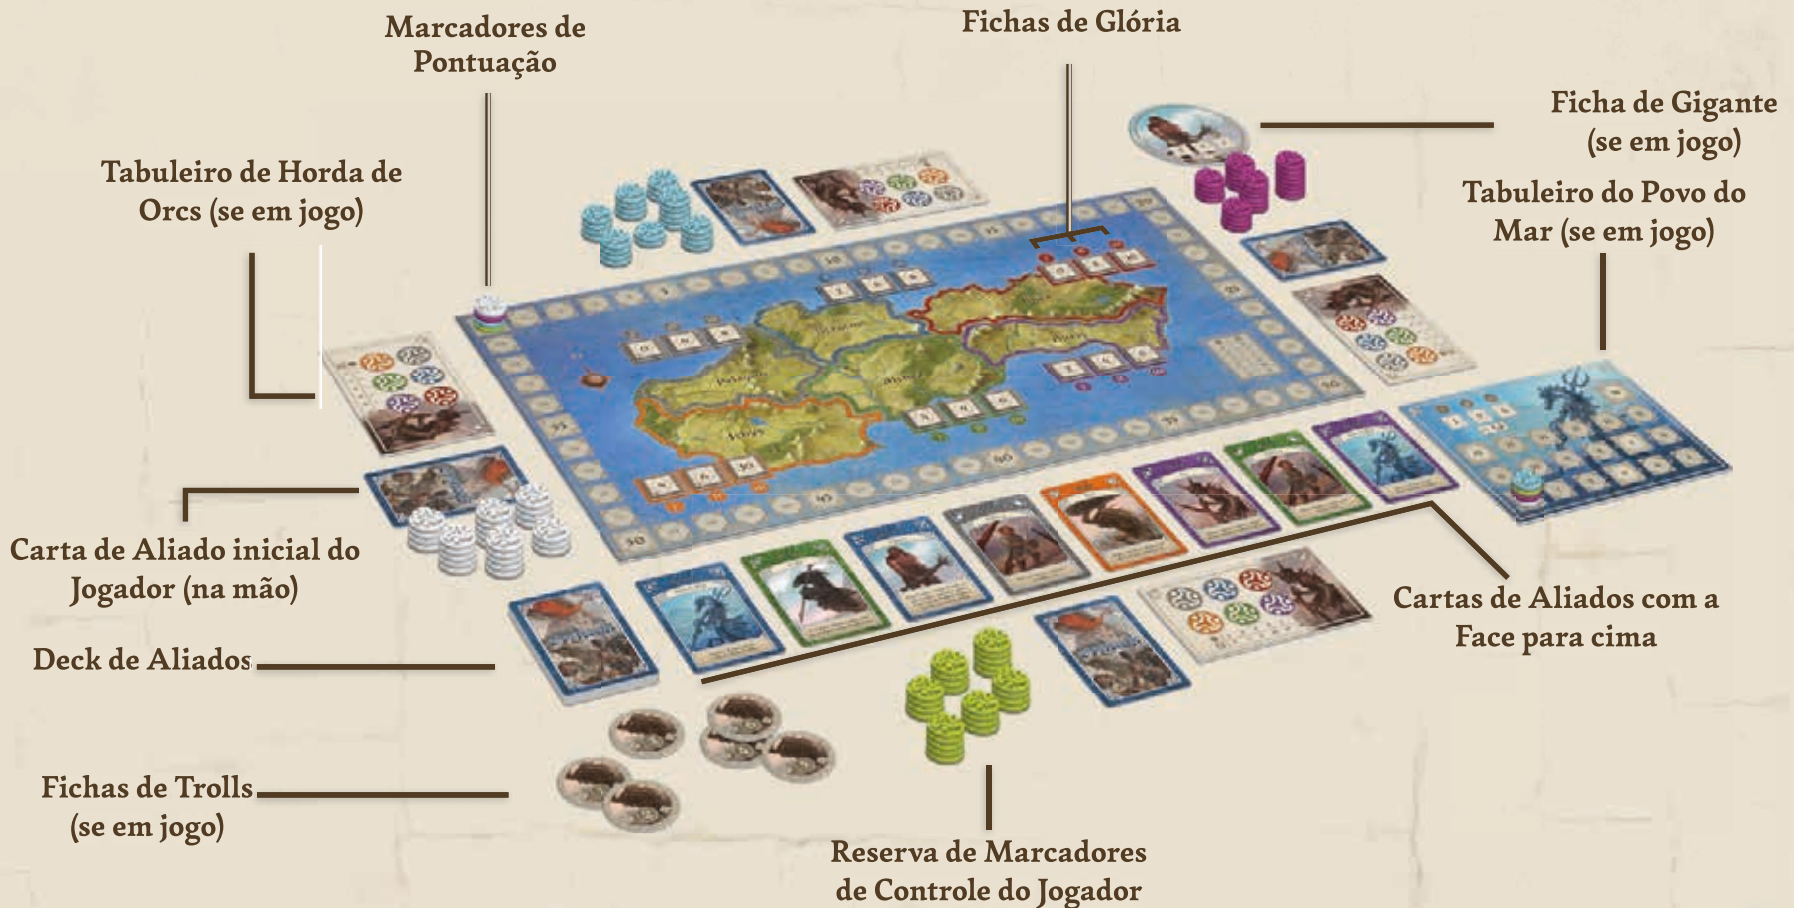 Marcadores de
Pontuação
Fichas de Glória
Ficha de Gigante
(se em jogo)
Tabuleiro de Horda de
Orcs (se em jogo)
Tabuleiro do Povo do
Mar (se em jogo)
Carta de Aliado inicial do
Jogador (na mão)
Cartas de Aliados com a
Face para cima
Deck de Aliados
Fichas de Trolls
(se em jogo)
Reserva de Marcadores
de Controle do Jogador